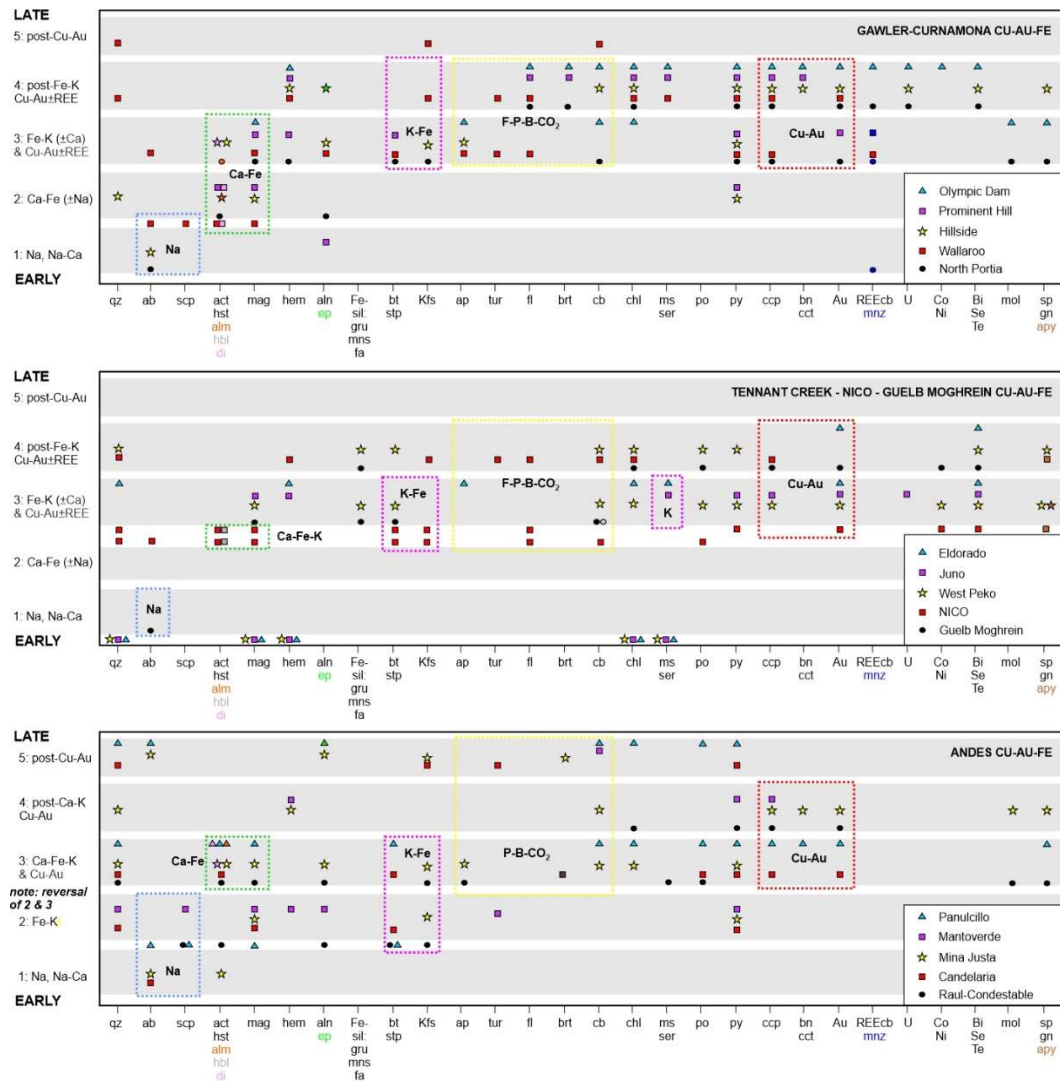 LATE
GAWLER-CURNAMONA CU-AU-FE
5: post-Cu-Au
4: post-Fe-K
Cu-Au±REE
K-Fe
F-P-B-CO2
3: Fe-K (±Ca)
& Cu-Au±REE
Cu-Au
Ca-Fe
2: Ca-Fe (±Na)
Na
1: Na, Na-Ca
EARLY
Olympic Dam
Prominent Hill
Hillside
Wallaroo
North Portia
qz ab scp act mag hem aln Fe- bt Kfs ap tur fl brt cb chl ms po py ccp bn Au REEcb U Co Bi mol sp
hst ep sil: stp ser cct mnz Ni Se gn
alm gru Te apy
hbl mns
di fa
LATE
TENNANT CREEK - NICO - GUELB MOGHREIN CU-AU-FE
5: post-Cu-Au
4: post-Fe-K
Cu-Au±REE
K-Fe
F-P-B-CO2
Cu-Au
3: Fe-K (±Ca)
& Cu-Au±REE
K
Ca-Fe-K
2: Ca-Fe (±Na)
1: Na, Na-Ca
Na
EARLY
Eldorado
Juno
West Peko
NICO
Guelb Moghrein
qz ab scp act mag hem aln Fe- bt Kfs ap tur fl brt cb chl ms po py ccp bn Au REEcb U Co Bi mol sp
hst ep sil: stp ser cct mnz Ni Se gn
alm gru Te apy
hbl mns
di fa
LATE
ANDES CU-AU-FE
5: post-Cu-Au
4: post-Ca-K
Cu-Au
3: Ca-Fe-K
& Cu-Au
Ca-Fe
K-Fe
P-B-CO2
Cu-Au
note: reversal
of 2 & 3
2: Fe-K
1: Na, Na-Ca
Na
EARLY
Panulcillo
Mantoverde
Mina Justa
Candelaria
Raul-Condestable
qz ab scp act mag hem aln Fe- bt Kfs ap tur fl brt cb chl ms po py ccp bn Au REEcb U Co Bi mol sp
hst ep sil: stp ser cct mnz Ni Se gn
alm gru Te apy
hbl mns
di fa